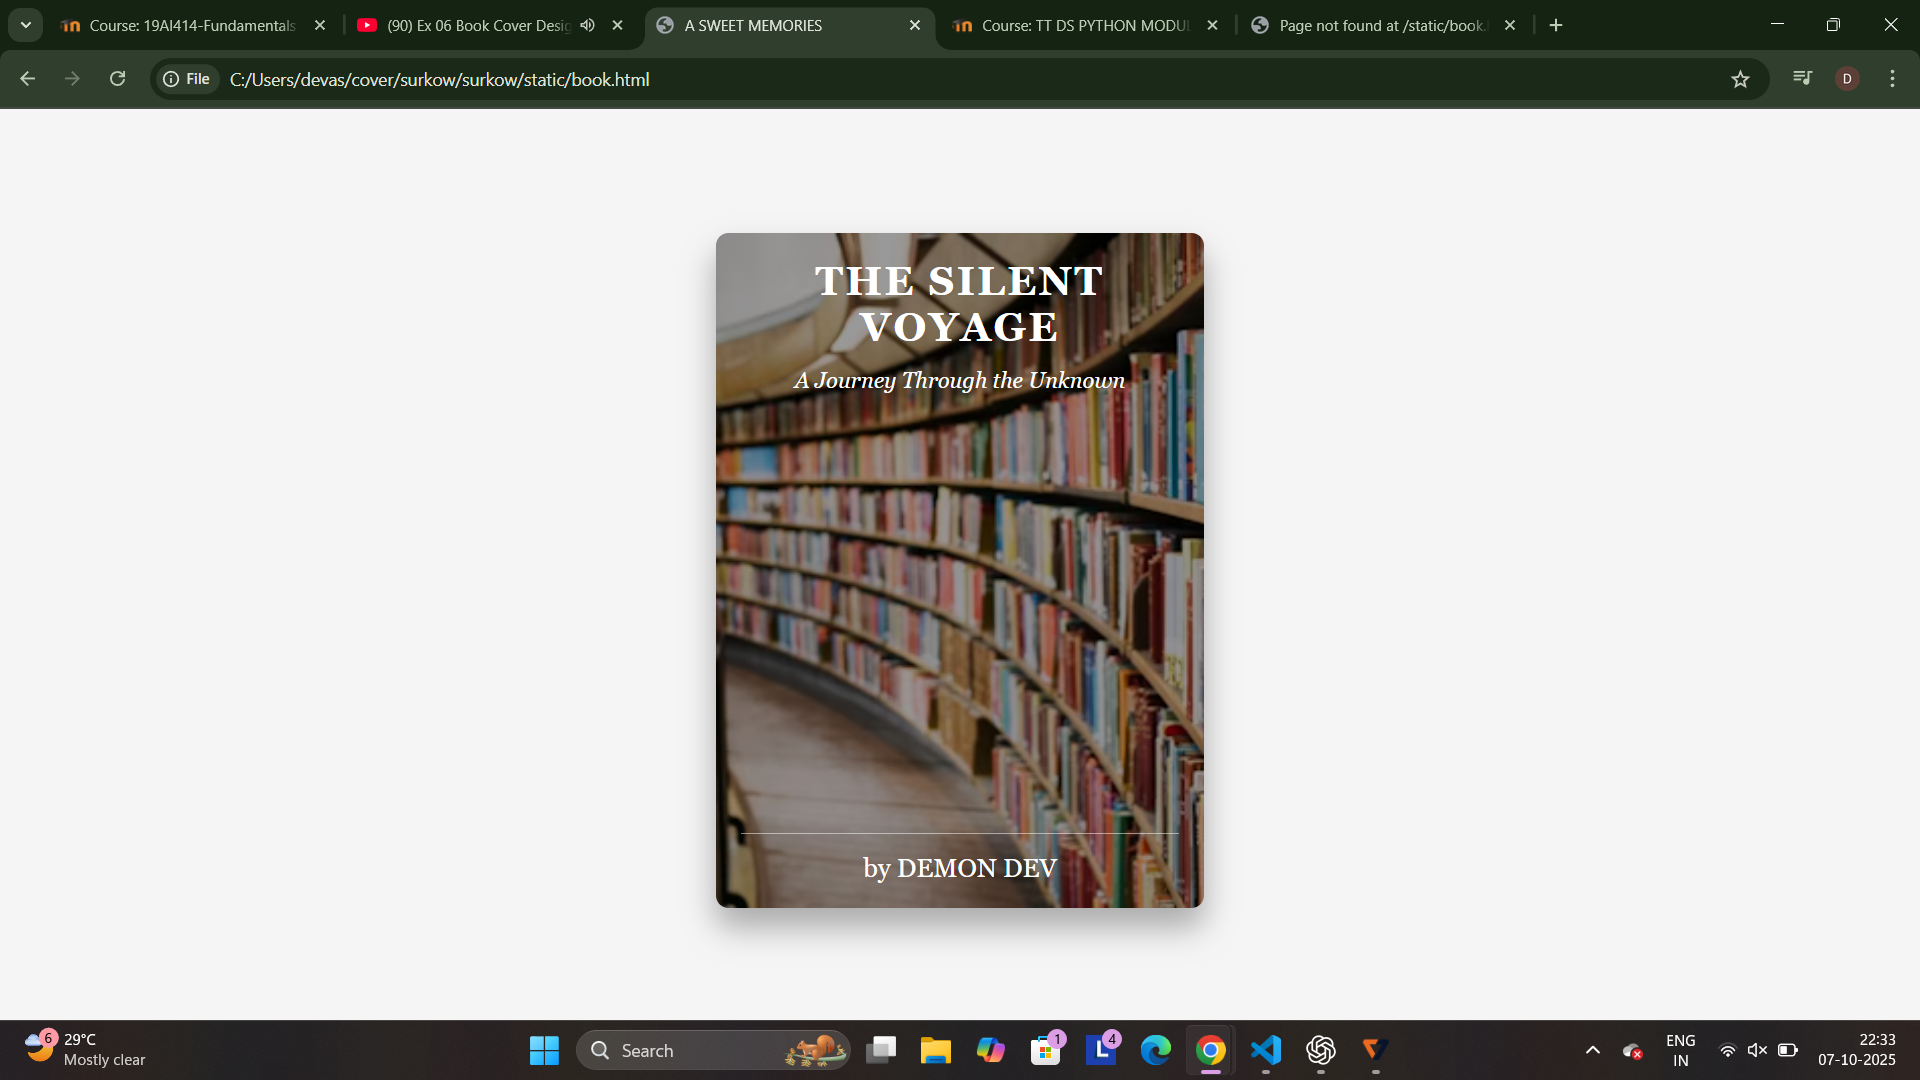 Course: 19AI414-Fundamentals
(90) Ex 06 Book Cover Desig
A SWEET MEMORIES
Course: TT DS PYTHON MODUL
Page not found at /static/book.
File
C:/Users/devas/cover/surkow/surkow/static/book.html
D
THE SILENT
VOYAGE
A Journey Through the Unknown
by DEMON DEV
6
29°C
Mostly clear
Search
1
L
4
ENG
IN
22:33
07-10-2025